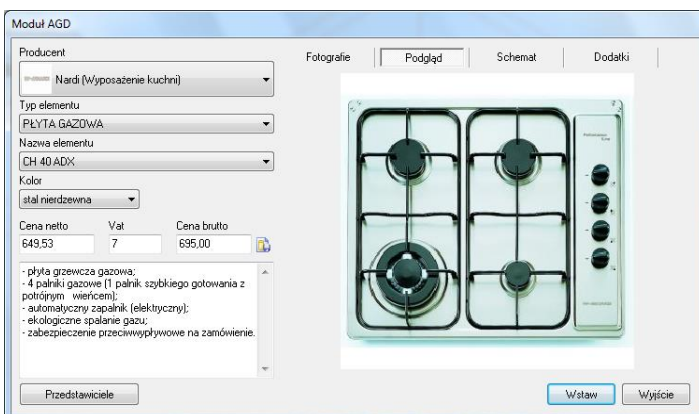 Moduł AGD
Producent
Nardi (Wyposażenie kuchni)
Typ elementu
PŁYTA GAZOWA
Nazwa elementu
CH 40 ADX
Kolor
stal nierdzewna
Cena netto Vat Cena brutto
649,53 7 695,00
- płyta grzewcza gazowa;
- 4 palniki gazowe (1 palnik szybkiego gotowania z
potrójnym wieńcem);
- automatyczny zapalnik (elektryczny);
- ekologiczne spalanie gazu;
- zabezpieczenie przeciwwypływowe na zamówienie.
Przedstawiciele
Fotografie Podgląd Schemat Dodatki
Wstaw Wyjście